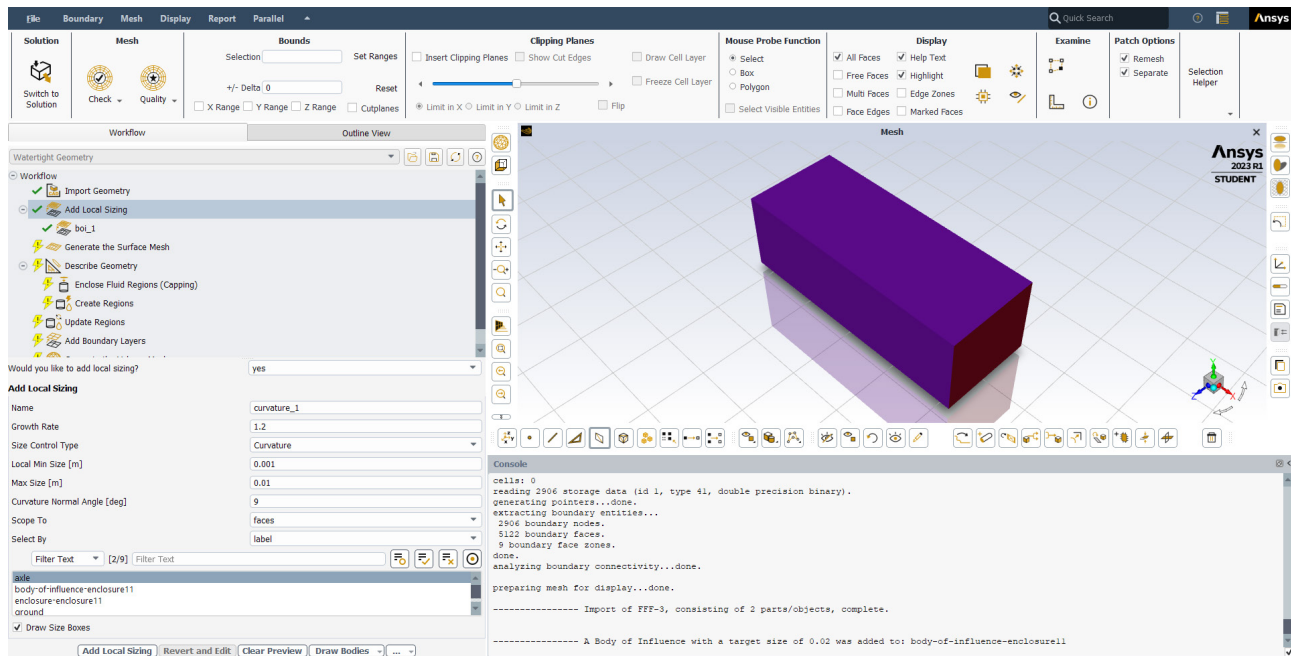 File Boundary Mesh Display Report Parallel
Quick Search
Ansys
Solution
Switch to
Solution
Mesh
Check
Quality
Bounds
Selection
Set Ranges
+/- Delta 0
Reset
X Range Y Range Z Range Cutplanes
Clipping Planes
Insert Clipping Planes Show Cut Edges Draw Cell Layer
Freeze Cell Layer
Limit in X Limit in Y Limit in Z Flip
Mouse Probe Function
Select
Box
Polygon
Select Visible Entities
Display
All Faces Help Text
Free Faces Highlight
Multi Faces Edge Zones
Face Edges Marked Faces
Examine
Patch Options
Remesh
Separate
Selection
Helper
Workflow
Outline View
Watertight Geometry
Workflow
Import Geometry
Add Local Sizing
boi_1
Generate the Surface Mesh
Describe Geometry
Enclose Fluid Regions (Capping)
Create Regions
Update Regions
Add Boundary Layers
Would you like to add local sizing? yes
Add Local Sizing
Name curvature_1
Growth Rate 1.2
Size Control Type Curvature
Local Min Size [m] 0.001
Max Size [m] 0.01
Curvature Normal Angle [deg] 9
Scope To faces
Select By label
Filter Text [2/9] Filter Text
axle
body-of-influence-enclosure11
enclosure-enclosure11
ground
Draw Size Boxes
Add Local Sizing Revert and Edit Clear Preview Draw Bodies ...
Mesh
Ansys
2023 R1
STUDENT
Y
Z
X
Console
cells: 0
reading 2906 storage data (id 1, type 41, double precision binary).
generating pointers...done.
extracting boundary entities...
2906 boundary nodes.
5122 boundary faces.
9 boundary face zones.
done.
analyzing boundary connectivity...done.
preparing mesh for display...done.
---------------- Import of FFF-3, consisting of 2 parts/objects, complete.
---------------- A Body of Influence with a target size of 0.02 was added to: body-of-influence-enclosure11